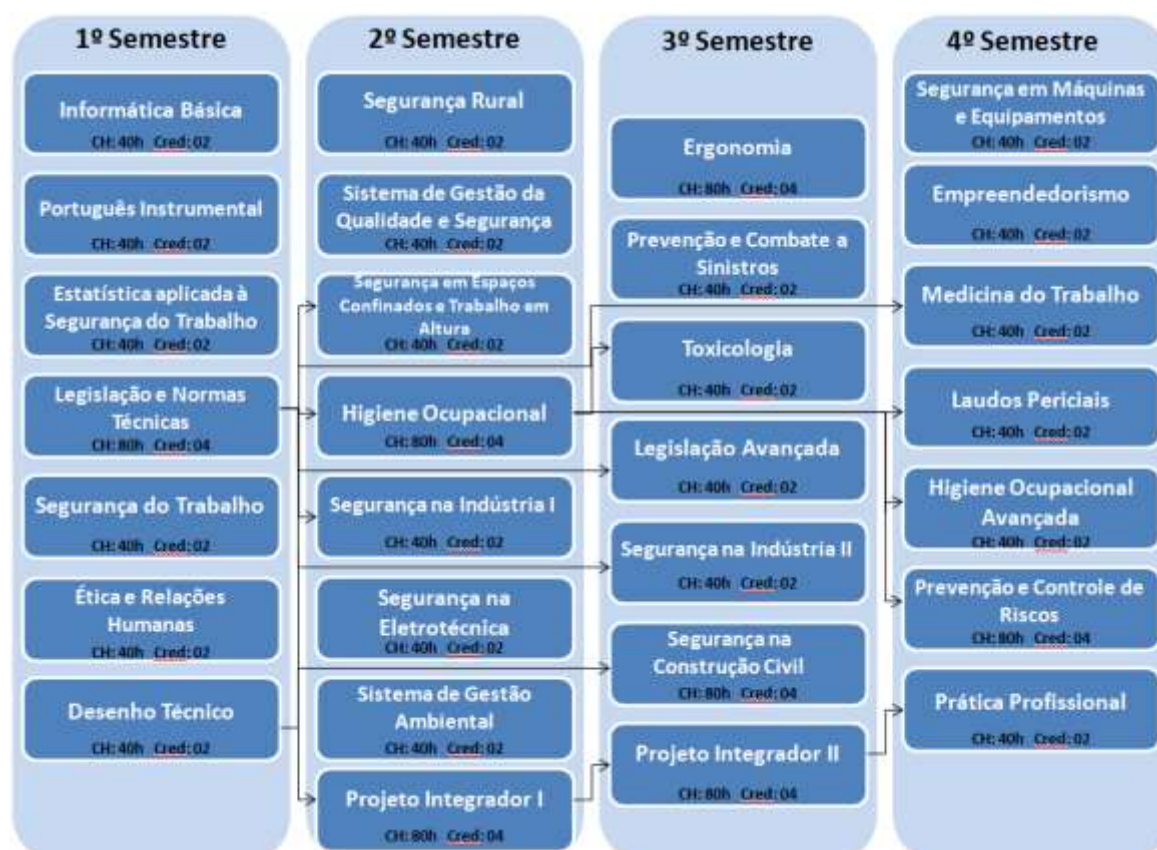 1º Semestre
Informática Básica
CH: 40h Cred: 02
Português Instrumental
CH: 40h Cred: 02
Estatística aplicada à
Segurança do Trabalho
CH: 40h Cred: 02
Legislação e Normas
Técnicas
CH: 80h Cred: 04
Segurança do Trabalho
CH: 40h Cred: 02
Ética e Relações
Humanas
CH: 40h Cred: 02
Desenho Técnico
CH: 40h Cred: 02
2º Semestre
Segurança Rural
CH: 40h Cred: 02
Sistema de Gestão da
Qualidade e Segurança
CH: 40h Cred: 02
Segurança em Espaços
Confinados e Trabalho em
Altura
CH: 40h Cred: 02
Higiene Ocupacional
CH: 80h Cred: 04
Segurança na Indústria I
CH: 40h Cred: 02
Segurança na
Eletrotécnica
CH: 40h Cred: 02
Sistema de Gestão
Ambiental
CH: 40h Cred: 02
Projeto Integrador I
CH: 80h Cred: 04
3º Semestre
Ergonomia
CH: 80h Cred: 04
Prevenção e Combate a
Sinistros
CH: 40h Cred: 02
Toxicologia
CH: 40h Cred: 02
Legislação Avançada
CH: 40h Cred: 02
Segurança na Indústria II
CH: 40h Cred: 02
Segurança na
Construção Civil
CH: 80h Cred: 04
Projeto Integrador II
CH: 80h Cred: 04
4º Semestre
Segurança em Máquinas
e Equipamentos
CH: 40h Cred: 02
Empreendedorismo
CH: 40h Cred: 02
Medicina do Trabalho
CH: 40h Cred: 02
Laudos Periciais
CH: 40h Cred: 02
Higiene Ocupacional
Avançada
CH: 40h Cred: 02
Prevenção e Controle de
Riscos
CH: 80h Cred: 04
Prática Profissional
CH: 40h Cred: 02